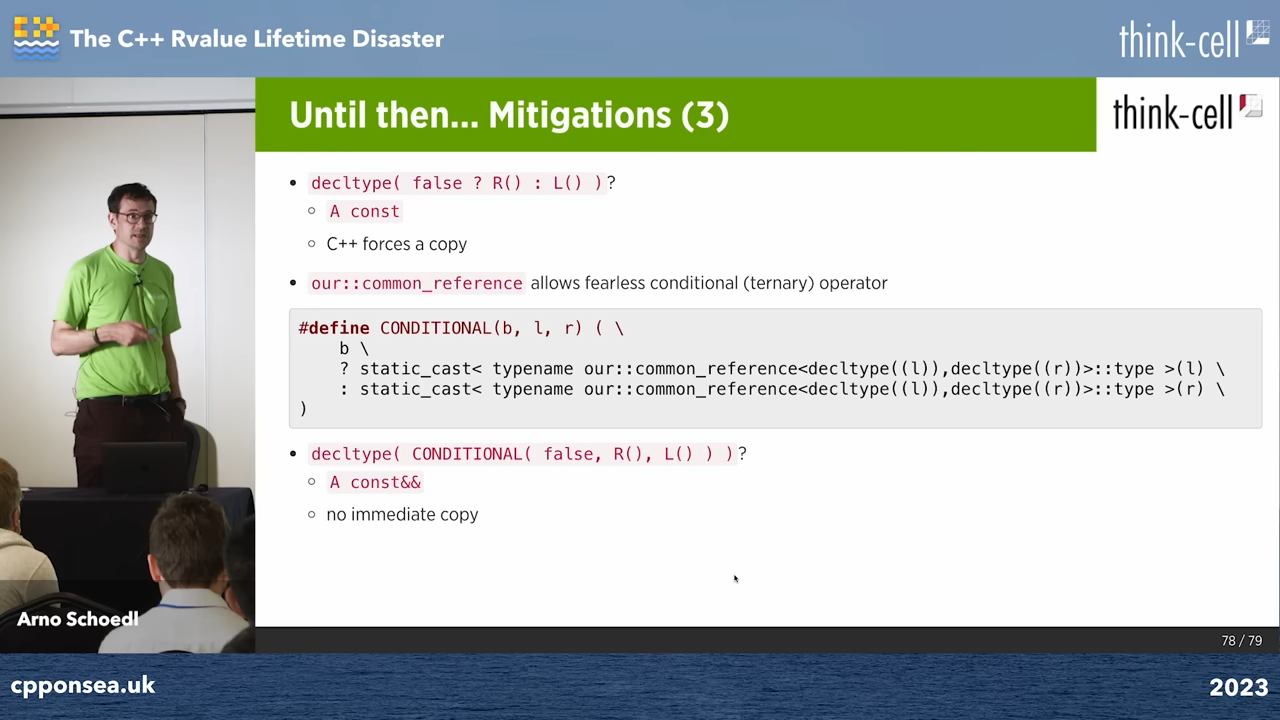 The C++ Rvalue Lifetime Disaster
think-cell
Until then... Mitigations (3)
think-cell
decltype( false ? R() : L() )?
A const
C++ forces a copy
our::common_reference allows fearless conditional (ternary) operator
#define CONDITIONAL(b, l, r) ( \
b \
? static_cast< typename our::common_reference<decltype((l)),decltype((r))>::type >(l) \
: static_cast< typename our::common_reference<decltype((l)),decltype((r))>::type >(r) \
)
decltype( CONDITIONAL( false, R(), L() ) )?
A const&&
no immediate copy
Arno Schoedl
78 / 79
cpponsea.uk
2023